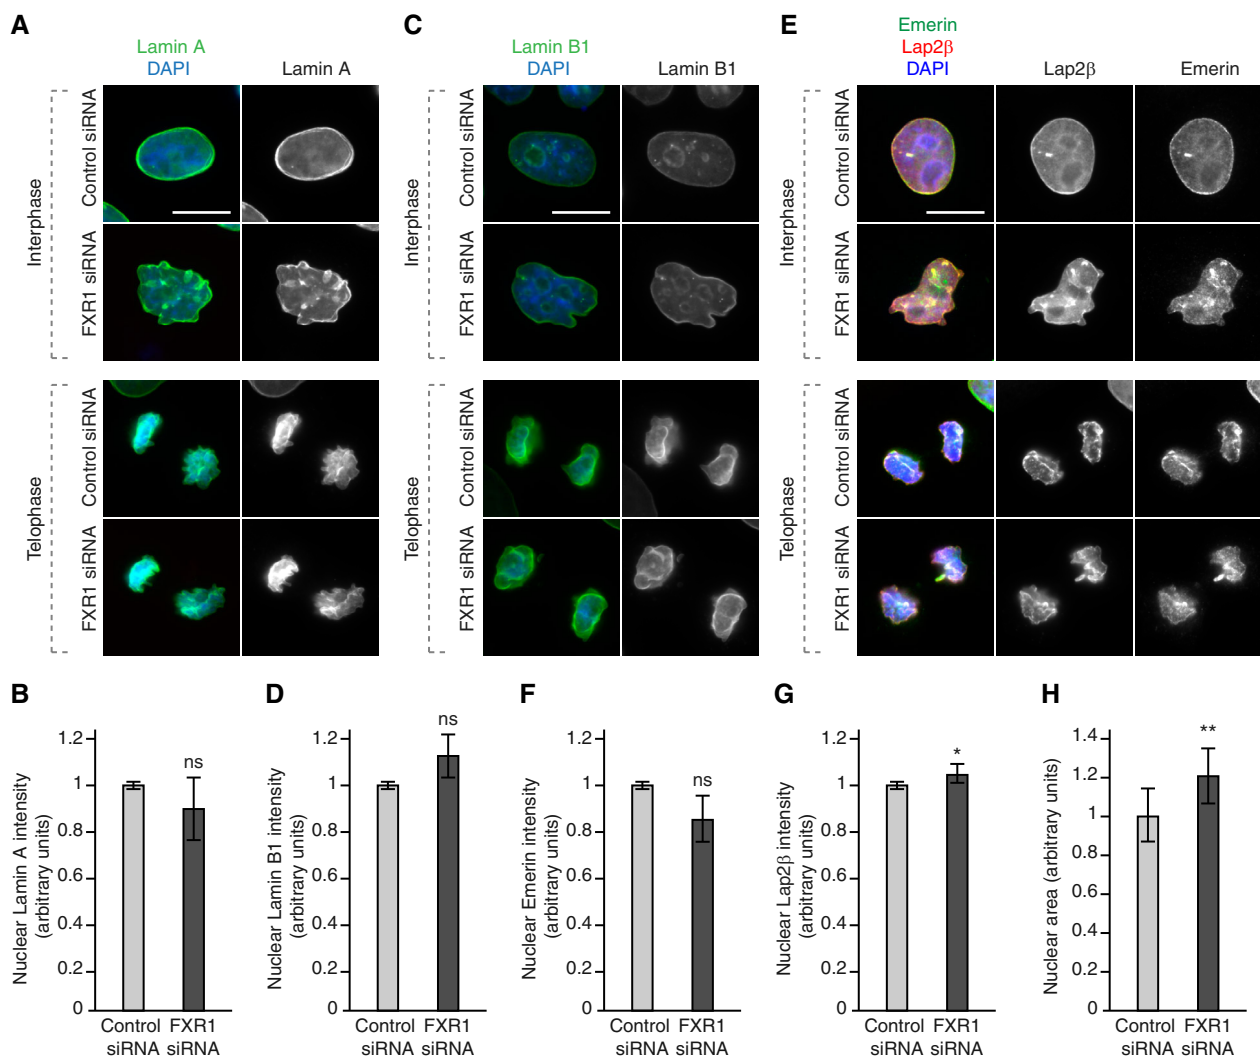 A
Lamin A
DAPI
Lamin A
Interphase
Control siRNA
FXR1 siRNA
Telophase
Control siRNA
FXR1 siRNA
C
Lamin B1
DAPI
Lamin B1
Interphase
Control siRNA
FXR1 siRNA
Telophase
Control siRNA
FXR1 siRNA
E
Emerin
Lap2β
DAPI
Lap2β
Emerin
Interphase
Control siRNA
FXR1 siRNA
Telophase
Control siRNA
FXR1 siRNA
B
Nuclear Lamin A intensity
(arbitrary units)
1.2
1
0.8
0.6
0.4
0.2
0
ns
Control FXR1
siRNA siRNA
D
Nuclear Lamin B1 intensity
(arbitrary units)
1.2
1
0.8
0.6
0.4
0.2
0
ns
Control FXR1
siRNA siRNA
F
Nuclear Emerin intensity
(arbitrary units)
1.2
1
0.8
0.6
0.4
0.2
0
ns
Control FXR1
siRNA siRNA
G
Nuclear Lap2β intensity
(arbitrary units)
1.2
1
0.8
0.6
0.4
0.2
0
*
Control FXR1
siRNA siRNA
H
Nuclear area (arbitrary units)
1.4
1.2
1
0.8
0.6
0.4
0.2
0
**
Control FXR1
siRNA siRNA